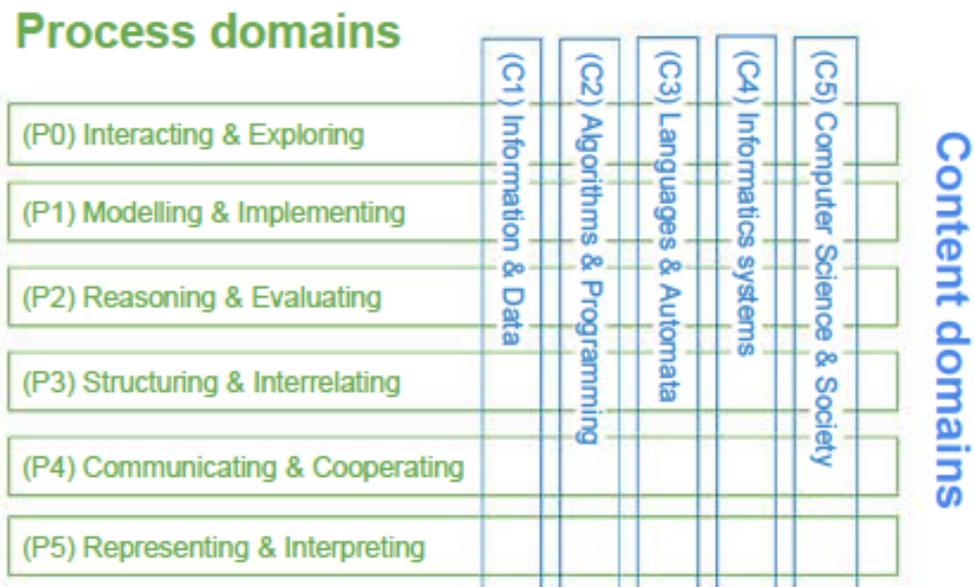 Process domains
(P0) Interacting & Exploring
(P1) Modelling & Implementing
(P2) Reasoning & Evaluating
(P3) Structuring & Interrelating
(P4) Communicating & Cooperating
(P5) Representing & Interpreting
(C1) Information & Data
(C2) Algorithms & Programming
(C3) Languages & Automata
(C4) Informatics systems
(C5) Computer Science & Society
Content domains